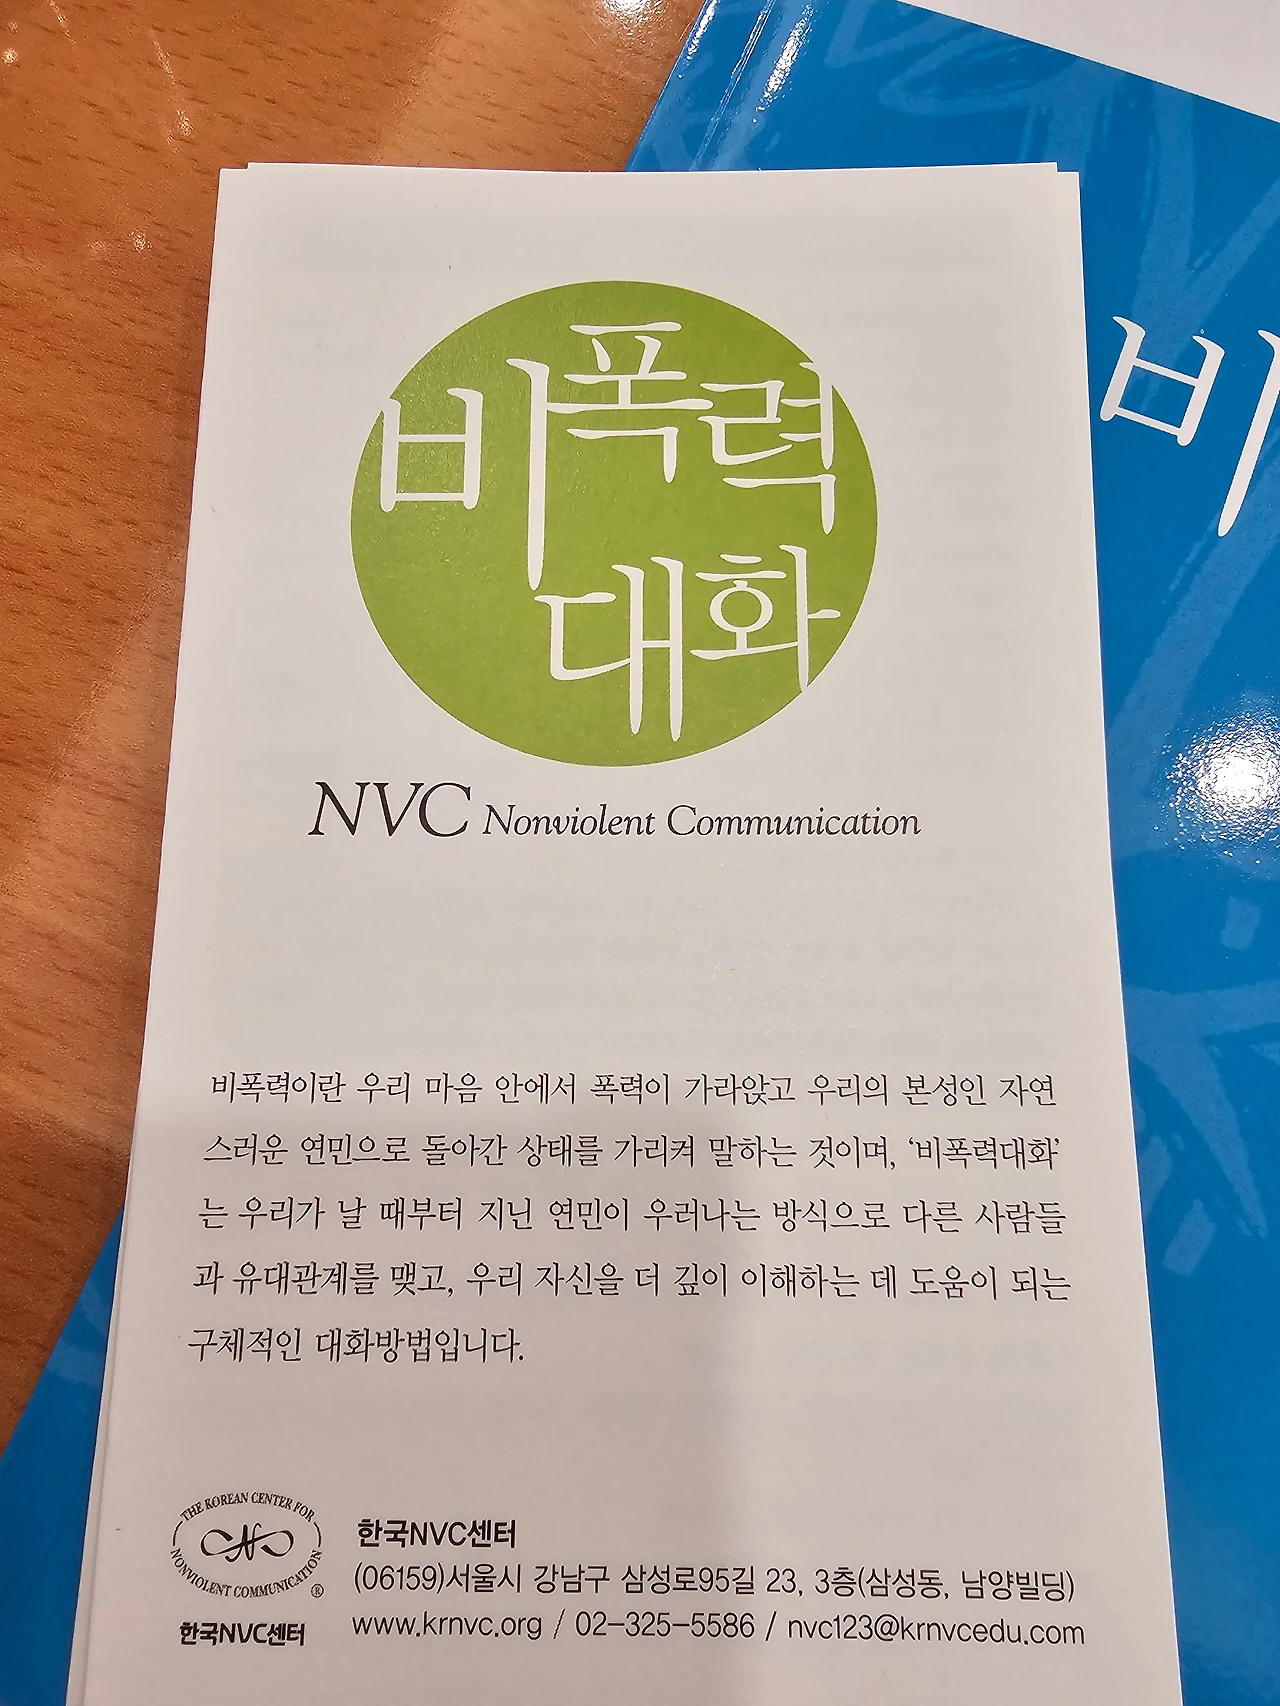 비폭력
대화
NVC Nonviolent Communication
비폭력이란 우리 마음 안에서 폭력이 가라앉고 우리의 본성인 자연
스러운 연민으로 돌아간 상태를 가리켜 말하는 것이며, ‘비폭력대화’
는 우리가 날 때부터 지닌 연민이 우러나는 방식으로 다른 사람들
과 유대관계를 맺고, 우리 자신을 더 깊이 이해하는 데 도움이 되는
구체적인 대화방법입니다.
THE KOREAN CENTER FOR
NONVIOLENT COMMUNICATION ®
한국NVC센터
한국NVC센터
(06159)서울시 강남구 삼성로95길 23, 3층(삼성동, 남양빌딩)
www.krnvc.org / 02-325-5586 / nvc123@krnvcedu.com
비